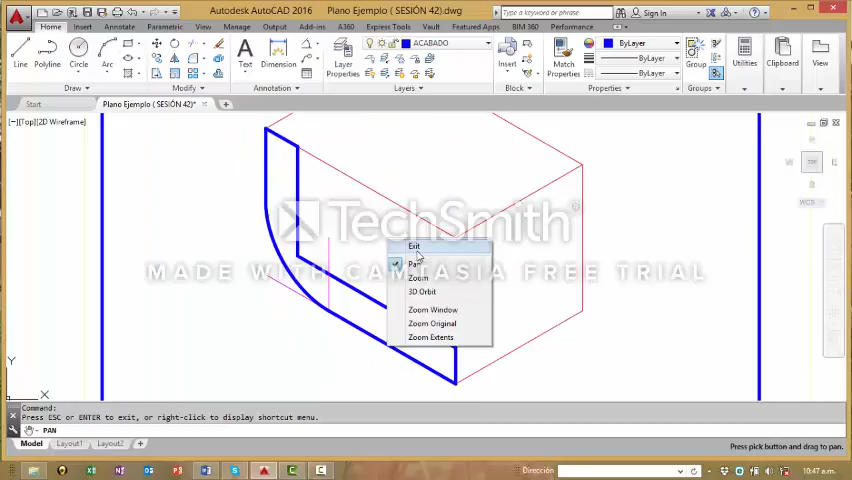 Autodesk AutoCAD 2016 Plano Ejemplo ( SESIÓN 42).dwg
Type a keyword or phrase
Sign In
Home Insert Annotate Parametric View Manage Output Add-ins A360 Express Tools Vault Featured Apps BIM 360 Performance
ACABADO
ByLayer
ByLayer
ByLayer
Line Polyline Circle Arc
Text Dimension
Layer Properties
Insert
Match Properties
Group
Utilities
Clipboard
View
Draw Modify Annotation Layers Block Properties Groups
Start
Plano Ejemplo ( SESIÓN 42)*
[−][Top][2D Wireframe]
W
TOP
WCS
TechSmith
MADE WITH CAMTASIA FREE TRIAL
Exit
Pan
Zoom
3D Orbit
Zoom Window
Zoom Original
Zoom Extents
Y
X
Command:
Press ESC or ENTER to exit, or right-click to display shortcut menu.
PAN
Model Layout1 Layout2
Press pick button and drag to pan.
Dirección
10:47 a.m.